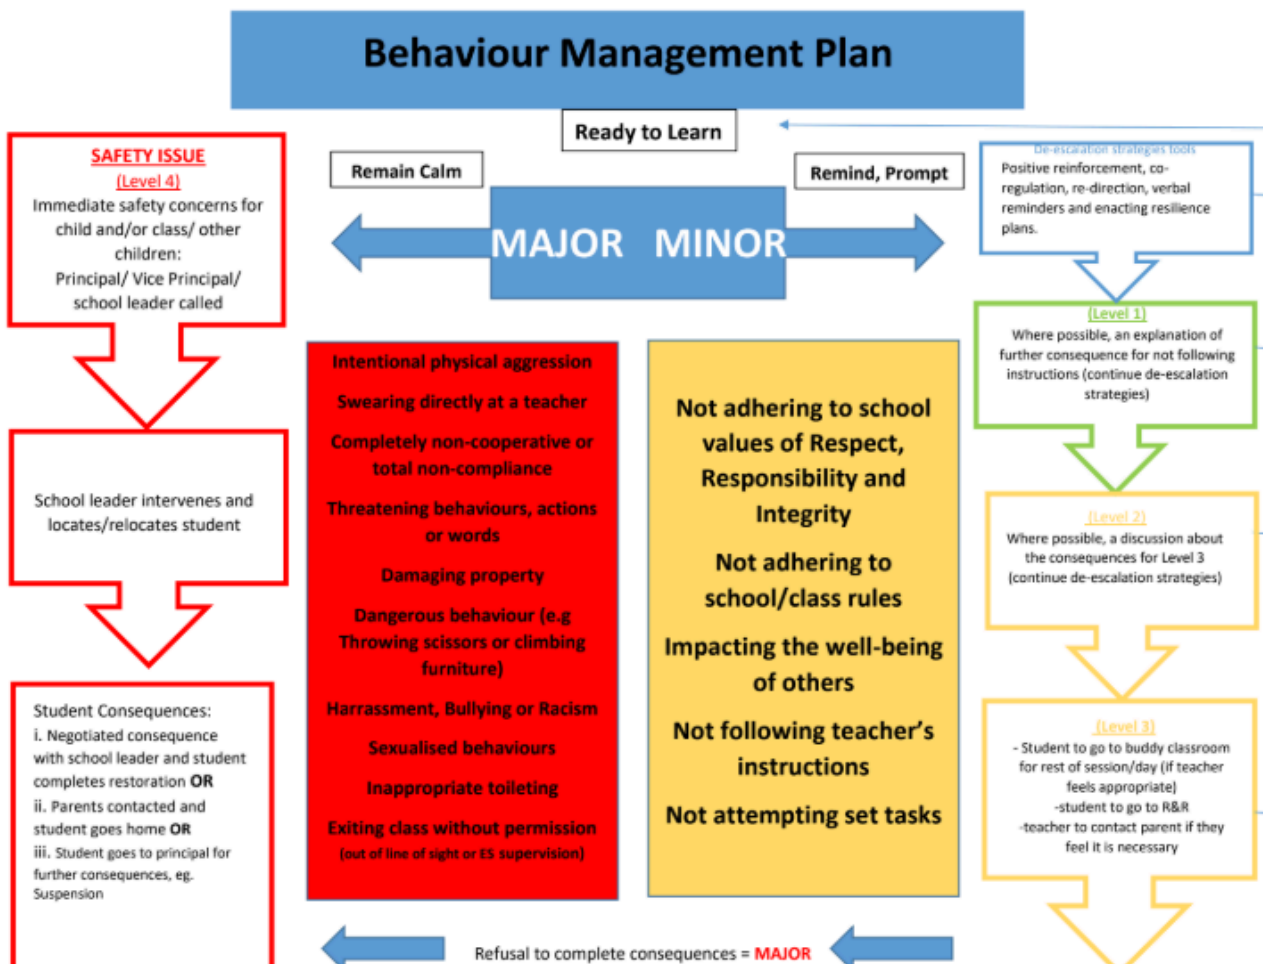 Behaviour Management Plan
Ready to Learn
Remain Calm
Remind, Prompt
MAJOR MINOR
SAFETY ISSUE
(Level 4)
Immediate safety concerns for
child and/or class/ other
children:
Principal/ Vice Principal/
school leader called
School leader intervenes and
locates/relocates student
Student Consequences:
i. Negotiated consequence
with school leader and student
completes restoration OR
ii. Parents contacted and
student goes home OR
iii. Student goes to principal for
further consequences, eg.
Suspension
Intentional physical aggression
Swearing directly at a teacher
Completely non-cooperative or
total non-compliance
Threatening behaviours, actions
or words
Damaging property
Dangerous behaviour (e.g
Throwing scissors or climbing
furniture)
Harrassment, Bullying or Racism
Sexualised behaviours
Inappropriate toileting
Exiting class without permission
(out of line of sight or ES supervision)
Not adhering to school
values of Respect,
Responsibility and
Integrity
Not adhering to
school/class rules
Impacting the well-being
of others
Not following teacher's
instructions
Not attempting set tasks
De-escalation strategies tools
Positive reinforcement, co-
regulation, re-direction, verbal
reminders and enacting resilience
plans.
(Level 1)
Where possible, an explanation of
further consequence for not following
instructions (continue de-escalation
strategies)
(Level 2)
Where possible, a discussion about
the consequences for Level 3
(continue de-escalation strategies)
(Level 3)
- Student to go to buddy classroom
for rest of session/day (if teacher
feels appropriate)
-student to go to R&R
-teacher to contact parent if they
feel it is necessary
Refusal to complete consequences = MAJOR